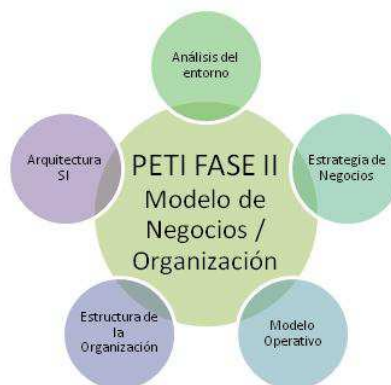 Análisis del
entorno
Arquitectura
SI
PETI FASE II
Modelo de
Negocios /
Organización
Estrategia de
Negocios
Estructura de
la
Organización
Modelo
Operativo